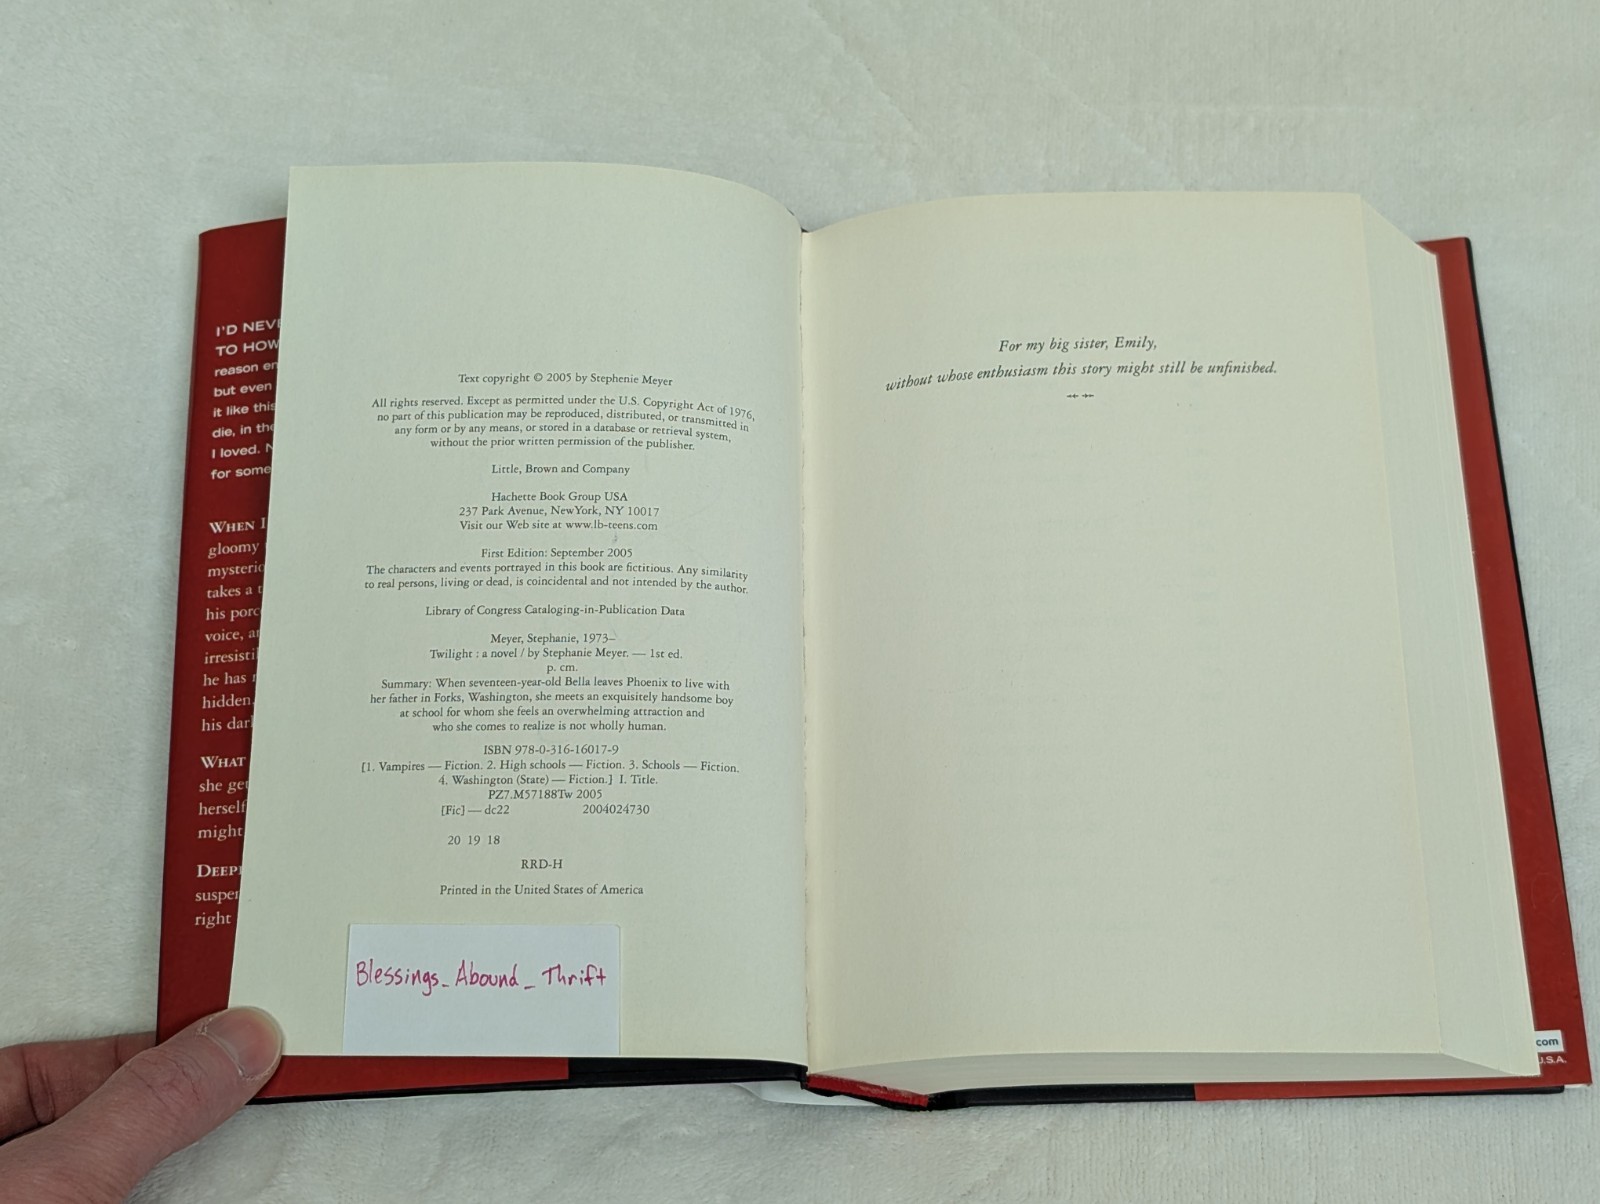 I'D NEV
TO HOW
reason en
but even
it like this
die, in the
I loved. N
for some
WHEN I
gloomy
mysterio
takes a t
his porc
voice, an
irresisti
he has
hidden.
his dar
WHAT
she ge
herself
might
DEEP
suspen
right
Text copyright © 2005 by Stephenie Meyer
All rights reserved. Except as permitted under the U.S. Copyright Act of 1976,
no part of this publication may be reproduced, distributed, or transmitted in
any form or by any means, or stored in a database or retrieval system,
without the prior written permission of the publisher.
Little, Brown and Company
Hachette Book Group USA
237 Park Avenue, New York, NY 10017
Visit our Web site at www.lb-teens.com
First Edition: September 2005
The characters and events portrayed in this book are fictitious. Any similarity
to real persons, living or dead, is coincidental and not intended by the author.
Library of Congress Cataloging-in-Publication Data
Meyer, Stephanie, 1973–
Twilight : a novel / by Stephanie Meyer. — 1st ed.
p. cm.
Summary: When seventeen-year-old Bella leaves Phoenix to live with
her father in Forks, Washington, she meets an exquisitely handsome boy
at school for whom she feels an overwhelming attraction and
who she comes to realize is not wholly human.
ISBN 978-0-316-16017-9
[1. Vampires — Fiction. 2. High schools — Fiction. 3. Schools — Fiction.
4. Washington (State) — Fiction.] I. Title.
PZ7.M57188Tw 2005
[Fic] — dc22 2004024730
20 19 18
RRD-H
Printed in the United States of America
Blessings_Abound_Thrift
For my big sister, Emily,
without whose enthusiasm this story might still be unfinished.
com
U.S.A.